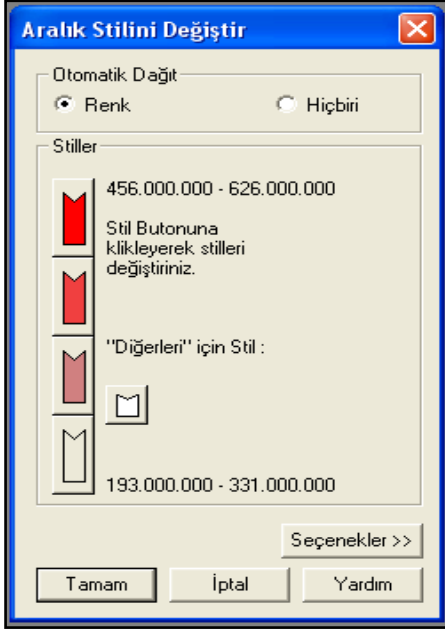 Aralık Stilini Değiştir
Otomatik Dağıt
Renk
Hiçbiri
Stiller
456.000.000 - 626.000.000
Stil Butonuna
klikleyerek stilleri
değiştiriniz.
"Diğerleri" için Stil :
193.000.000 - 331.000.000
Seçenekler >>
Tamam
İptal
Yardım